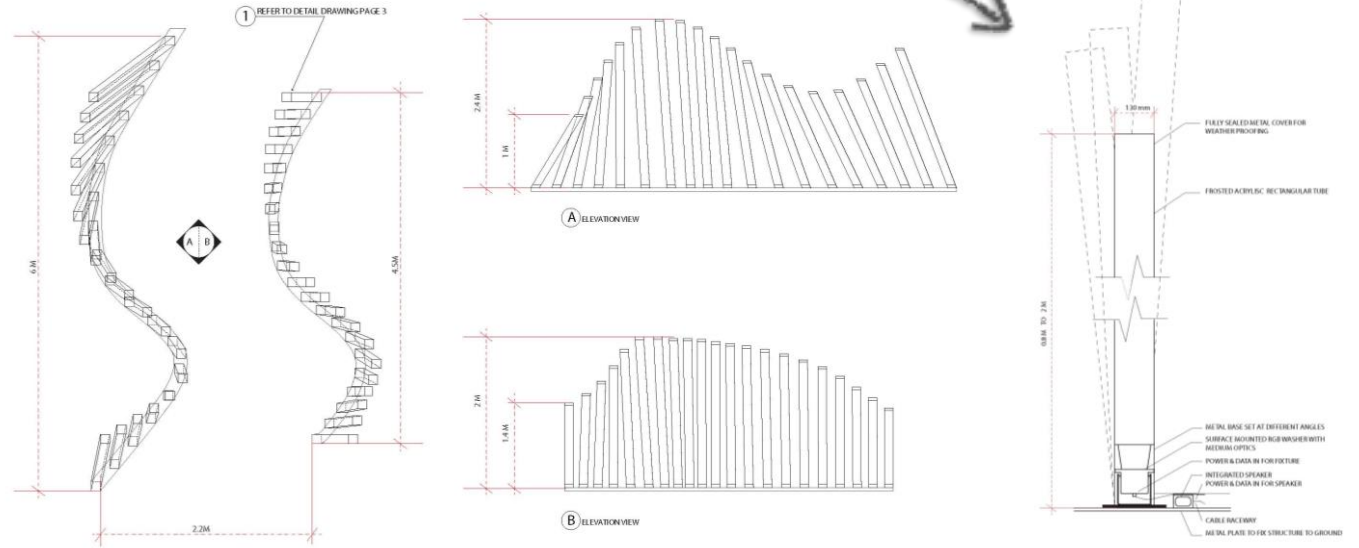 1 REFER TO DETAIL DRAWING PAGE 3
6 M
A B
4.5M
2.2M
2.4 M
1 M
A ELEVATION VIEW
2 M
1.4 M
B ELEVATION VIEW
130 mm
0.8 M TO 2 M
FULLY SEALED METAL COVER FOR
WEATHER PROOFING
FROSTED ACRYLISC RECTANGULAR TUBE
METAL BASE SET AT DIFFERENT ANGLES
SURFACE MOUNTED RGB WASHER WITH
MEDIUM OPTICS
POWER & DATA IN FOR FIXTURE
INTEGRATED SPEAKER
POWER & DATA IN FOR SPEAKER
CABLE RACEWAY
METAL PLATE TO FIX STRUCTURE TO GROUND